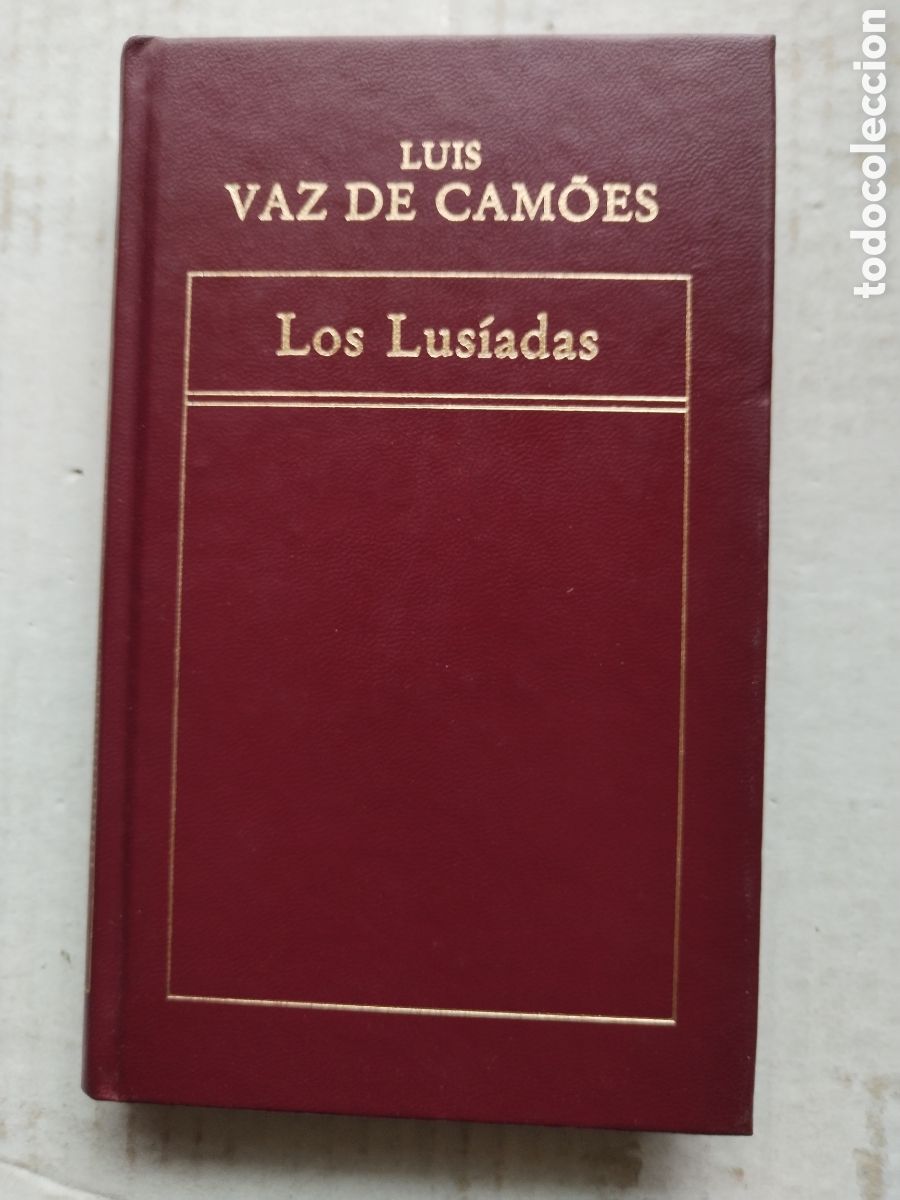 LUIS
VAZ DE CAMÕES
Los Lusíadas
todocoleccion